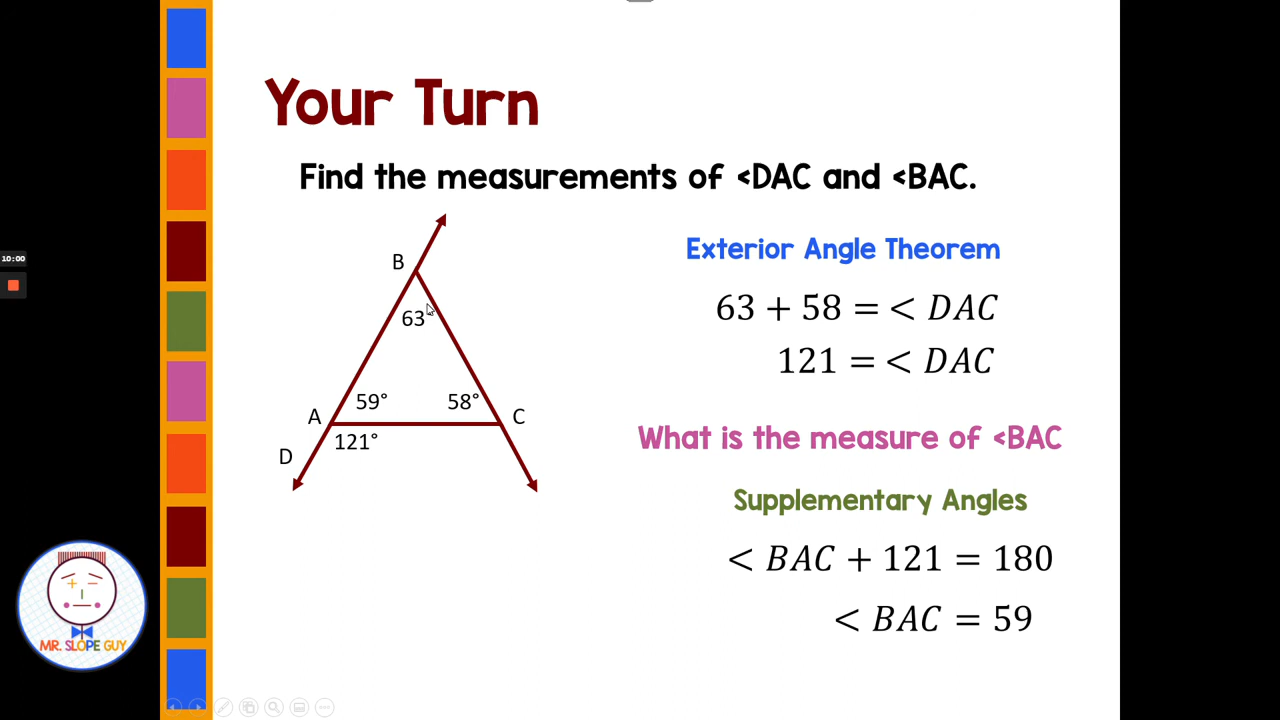 Your Turn
Find the measurements of <DAC and <BAC.
10:00
B
63°
A
59°
58°
C
121°
D
Exterior Angle Theorem
63 + 58 = < DAC
121 = < DAC
What is the measure of <BAC
Supplementary Angles
< BAC + 121 = 180
< BAC = 59
MR. SLOPE GUY